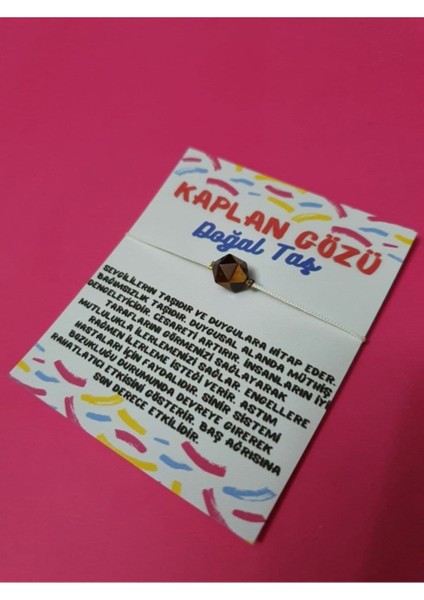 KAPLAN GÖZÜ
Doğal Taş
SEVGİLİLERİN TAŞIDIR VE DUYGULARA HİTAP EDER.
BAĞIMSIZLIK TAŞIDIR. DUYGUSAL ALANDA MÜTHİŞ
DENGELEYİCİDİR. CESARETİ ARTIRIR. İNSANLARIN İYİ
TARAFLARINI GÖRMENİZİ SAĞLAYARAK
MUTLULUKLA İLERLEMENİZİ SAĞLAR. ENGELLERE
RAĞMEN İLERLEME İSTEĞİ VERİR. ASTIM
HASTALARI İÇİN FAYDALIDIR. SİNİR SİSTEMİ
BOZUKLUĞU DURUMUNDA DEVREYE GİREREK
RAHATLATICI ETKİSİNİ GÖSTERİR. BAŞ AĞRISINA
SON DERECE ETKİLİDİR.